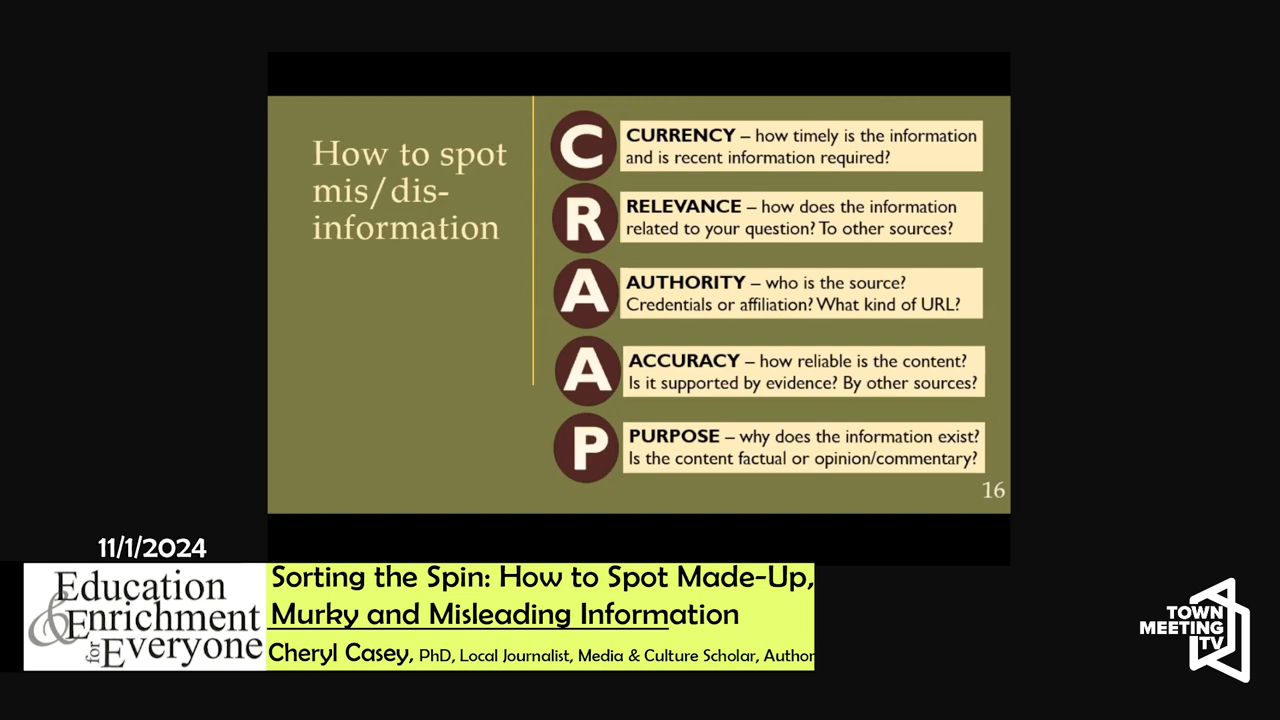 How to spot
mis/dis-
information
C
CURRENCY – how timely is the information
and is recent information required?
R
RELEVANCE – how does the information
related to your question? To other sources?
A
AUTHORITY – who is the source?
Credentials or affiliation? What kind of URL?
A
ACCURACY – how reliable is the content?
Is it supported by evidence? By other sources?
P
PURPOSE – why does the information exist?
Is the content factual or opinion/commentary?
16
11/1/2024
Education
& Enrichment
for Everyone
Sorting the Spin: How to Spot Made-Up,
Murky and Misleading Information
Cheryl Casey, PhD, Local Journalist, Media & Culture Scholar, Author
TOWN
MEETING
TV